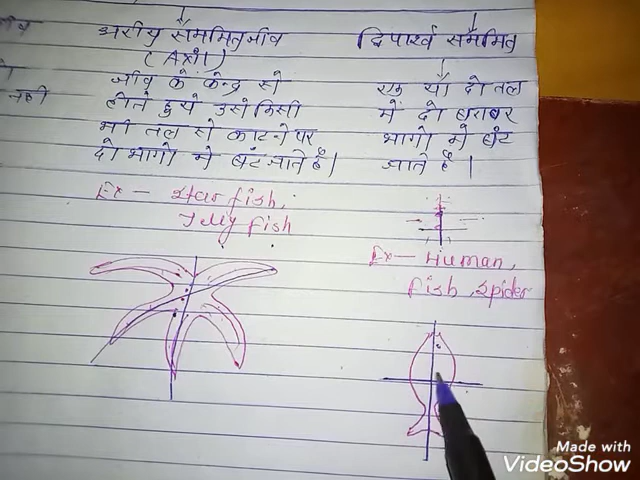 अरीय सममित जीव
(Axil)
जीव के केन्द्र से
होते हुये उसे किसी
भी तल से काटने पर
दो भागो मे बंट जाते है।
Ex - Star fish,
Jelly fish
द्विपार्श्व सममित
एक या दो तल
में दो बराबर
भागो मे बंट
जाते है।
Ex - Human,
fish, Spider
Made with
VideoShow